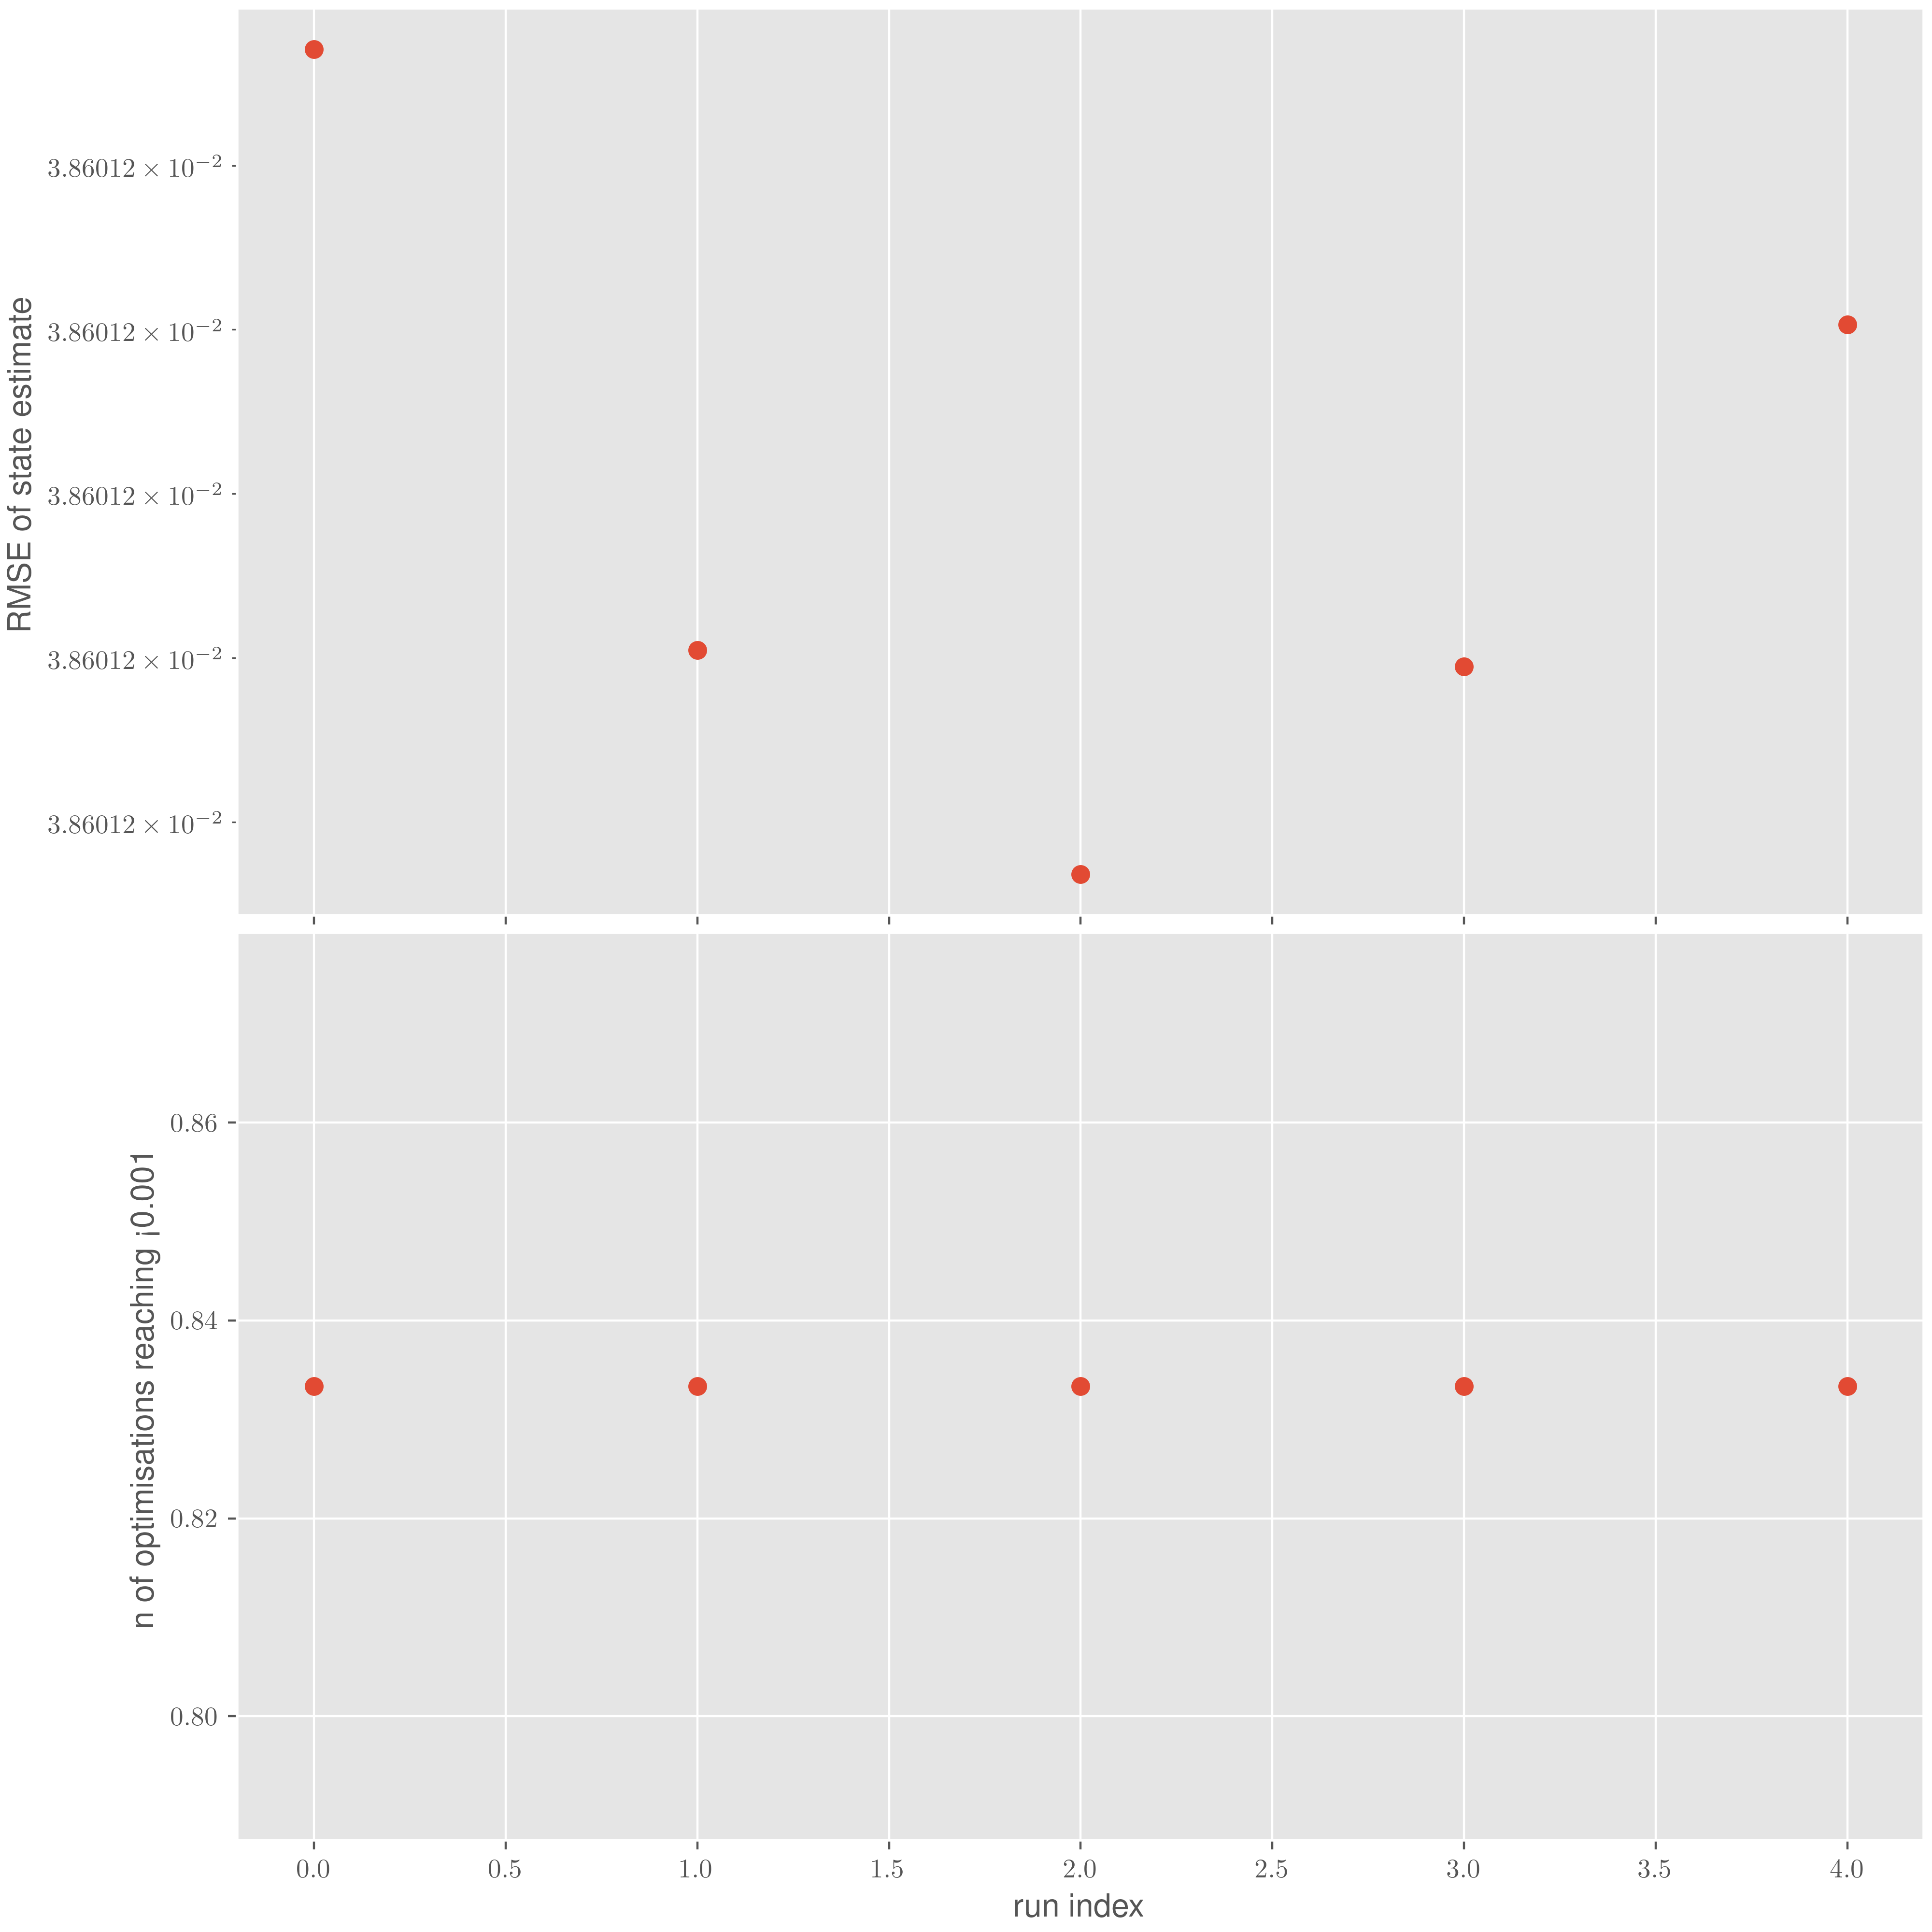 RMSE of state estimate
3.86012 × 10⁻²
3.86012 × 10⁻²
3.86012 × 10⁻²
3.86012 × 10⁻²
3.86012 × 10⁻²
n of optimisations reaching ¡0.001
0.86
0.84
0.82
0.80
0.0 0.5 1.0 1.5 2.0 2.5 3.0 3.5 4.0
run index